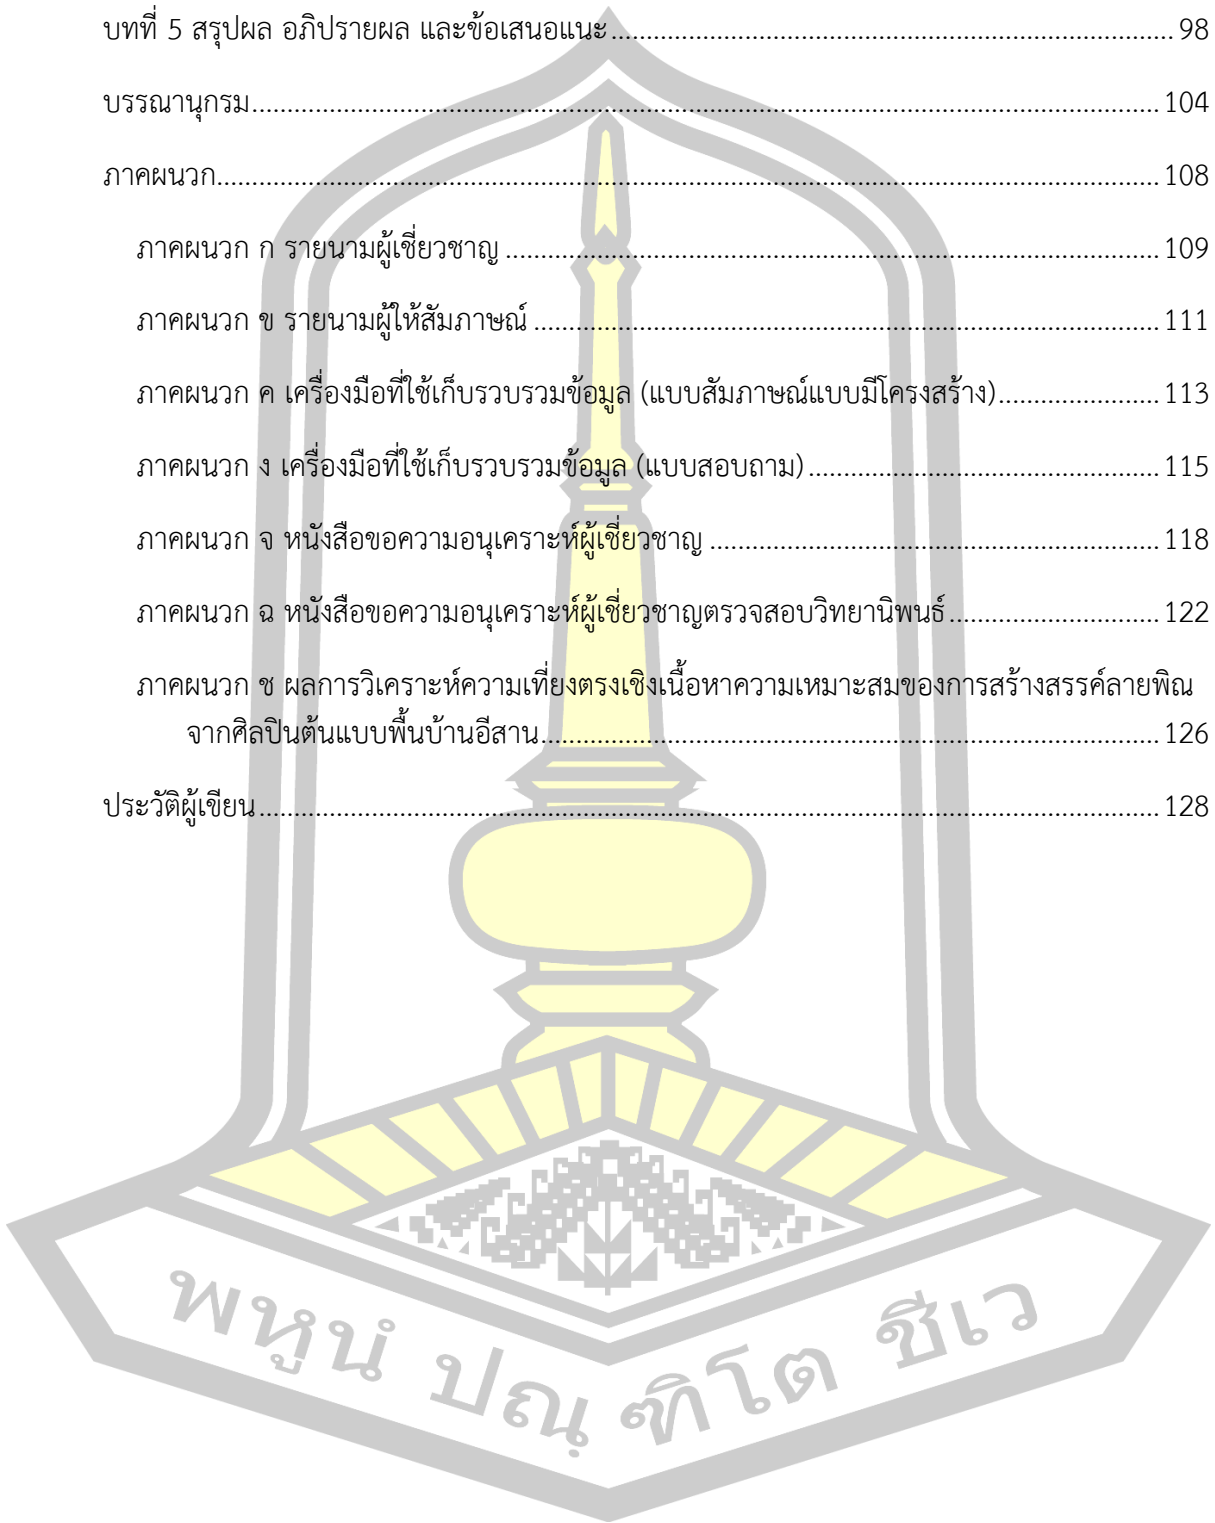 บทที่ 5 สรุปผล อภิปรายผล และข้อเสนอแนะ.................................................................. 98
บรรณานุกรม........................................................................................................... 104
ภาคผนวก............................................................................................................... 108
ภาคผนวก ก รายนามผู้เชี่ยวชาญ ............................................................................. 109
ภาคผนวก ข รายนามผู้ให้สัมภาษณ์ .......................................................................... 111
ภาคผนวก ค เครื่องมือที่ใช้เก็บรวบรวมข้อมูล (แบบสัมภาษณ์แบบมีโครงสร้าง)................... 113
ภาคผนวก ง เครื่องมือที่ใช้เก็บรวบรวมข้อมูล (แบบสอบถาม).......................................... 115
ภาคผนวก จ หนังสือขอความอนุเคราะห์ผู้เชี่ยวชาญ ..................................................... 118
ภาคผนวก ฉ หนังสือขอความอนุเคราะห์ผู้เชี่ยวชาญตรวจสอบวิทยานิพนธ์......................... 122
ภาคผนวก ช ผลการวิเคราะห์ความเที่ยงตรงเชิงเนื้อหาความเหมาะสมของการสร้างสรรค์ลายพิณ
จากศิลปินต้นแบบพื้นบ้านอีสาน......................................................................... 126
ประวัติผู้เขียน.......................................................................................................... 128
พหูนํ ปณฺฑิโต ชีเว